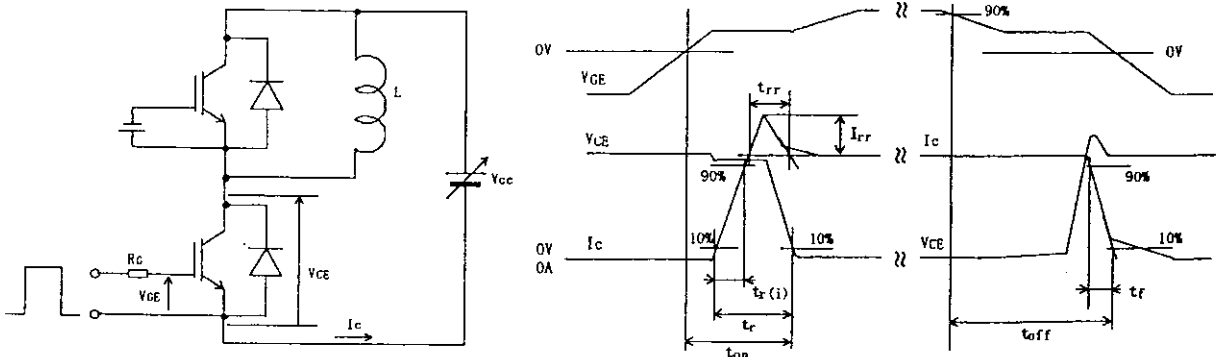 L
Vcc
RG
VGE
VCE
Ic
0V
VGE
VCE
90%
trr
Irr
Ic
0V
0A
10%
10%
tr(i)
tr
ton
90%
0V
Ic
90%
VCE
10%
tf
toff